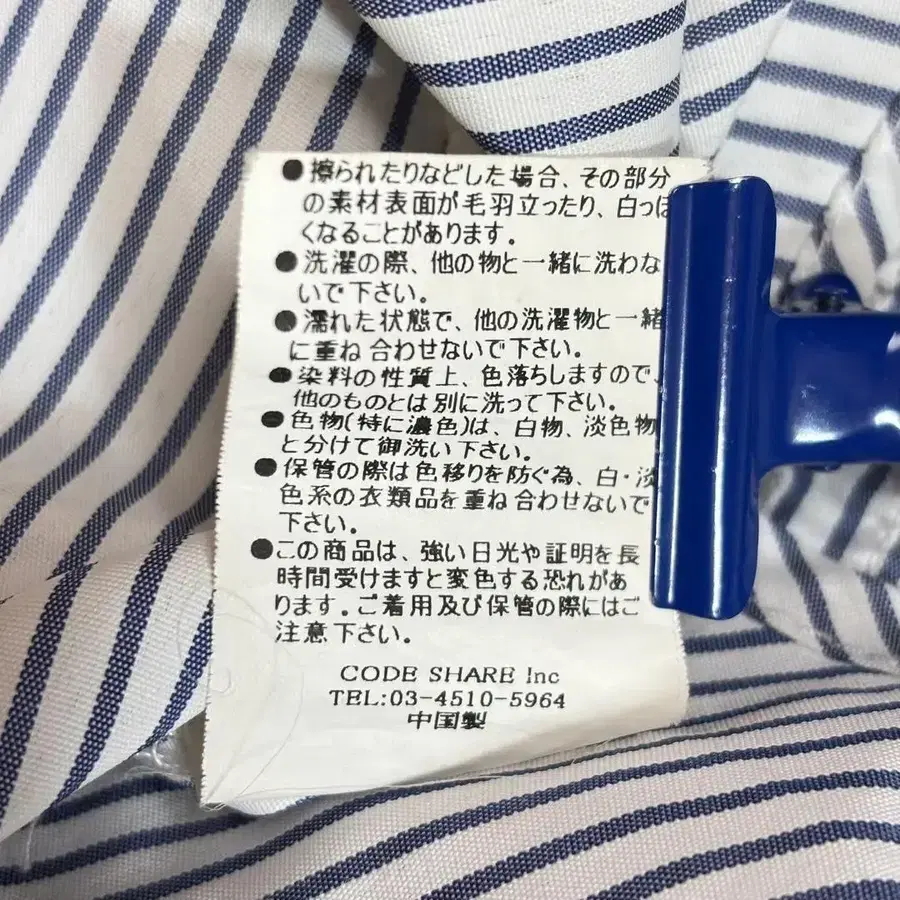 ●擦られたりなどした場合、その部分
の素材表面が毛羽立ったり、白っぽ
くなることがあります。
●洗濯の際、他の物と一緒に洗わな
いで下さい。
●濡れた状態で、他の洗濯物と一緒
に重ね合わせないで下さい。
●染料の性質上、色落ちしますので、
他のものとは別に洗って下さい。
●色物(特に濃色)は、白物、淡色物
と分けて御洗い下さい。
●保管の際は色移りを防ぐ為、白・淡
色系の衣類品を重ね合わせないで
下さい。
●この商品は、強い日光や証明を長
時間受けますと変色する恐れがあ
ります。ご着用及び保管の際にはご
注意下さい。
CODE SHARE Inc
TEL:03-4510-5964
中国製